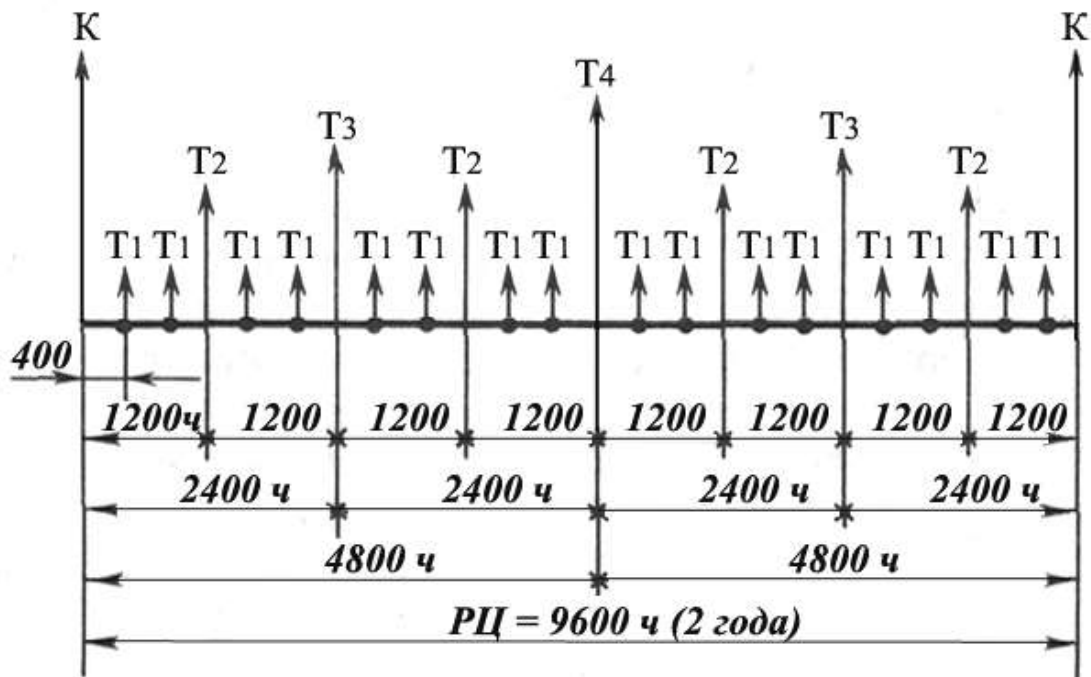 К К
Т4
Т3 Т3
Т2 Т2 Т2 Т2
Т1 Т1 Т1 Т1 Т1 Т1 Т1 Т1 Т1 Т1 Т1 Т1 Т1 Т1 Т1 Т1
400
1200ч 1200 1200 1200 1200 1200 1200 1200
2400 ч 2400 ч 2400 ч 2400 ч
4800 ч 4800 ч
РЦ = 9600 ч (2 года)